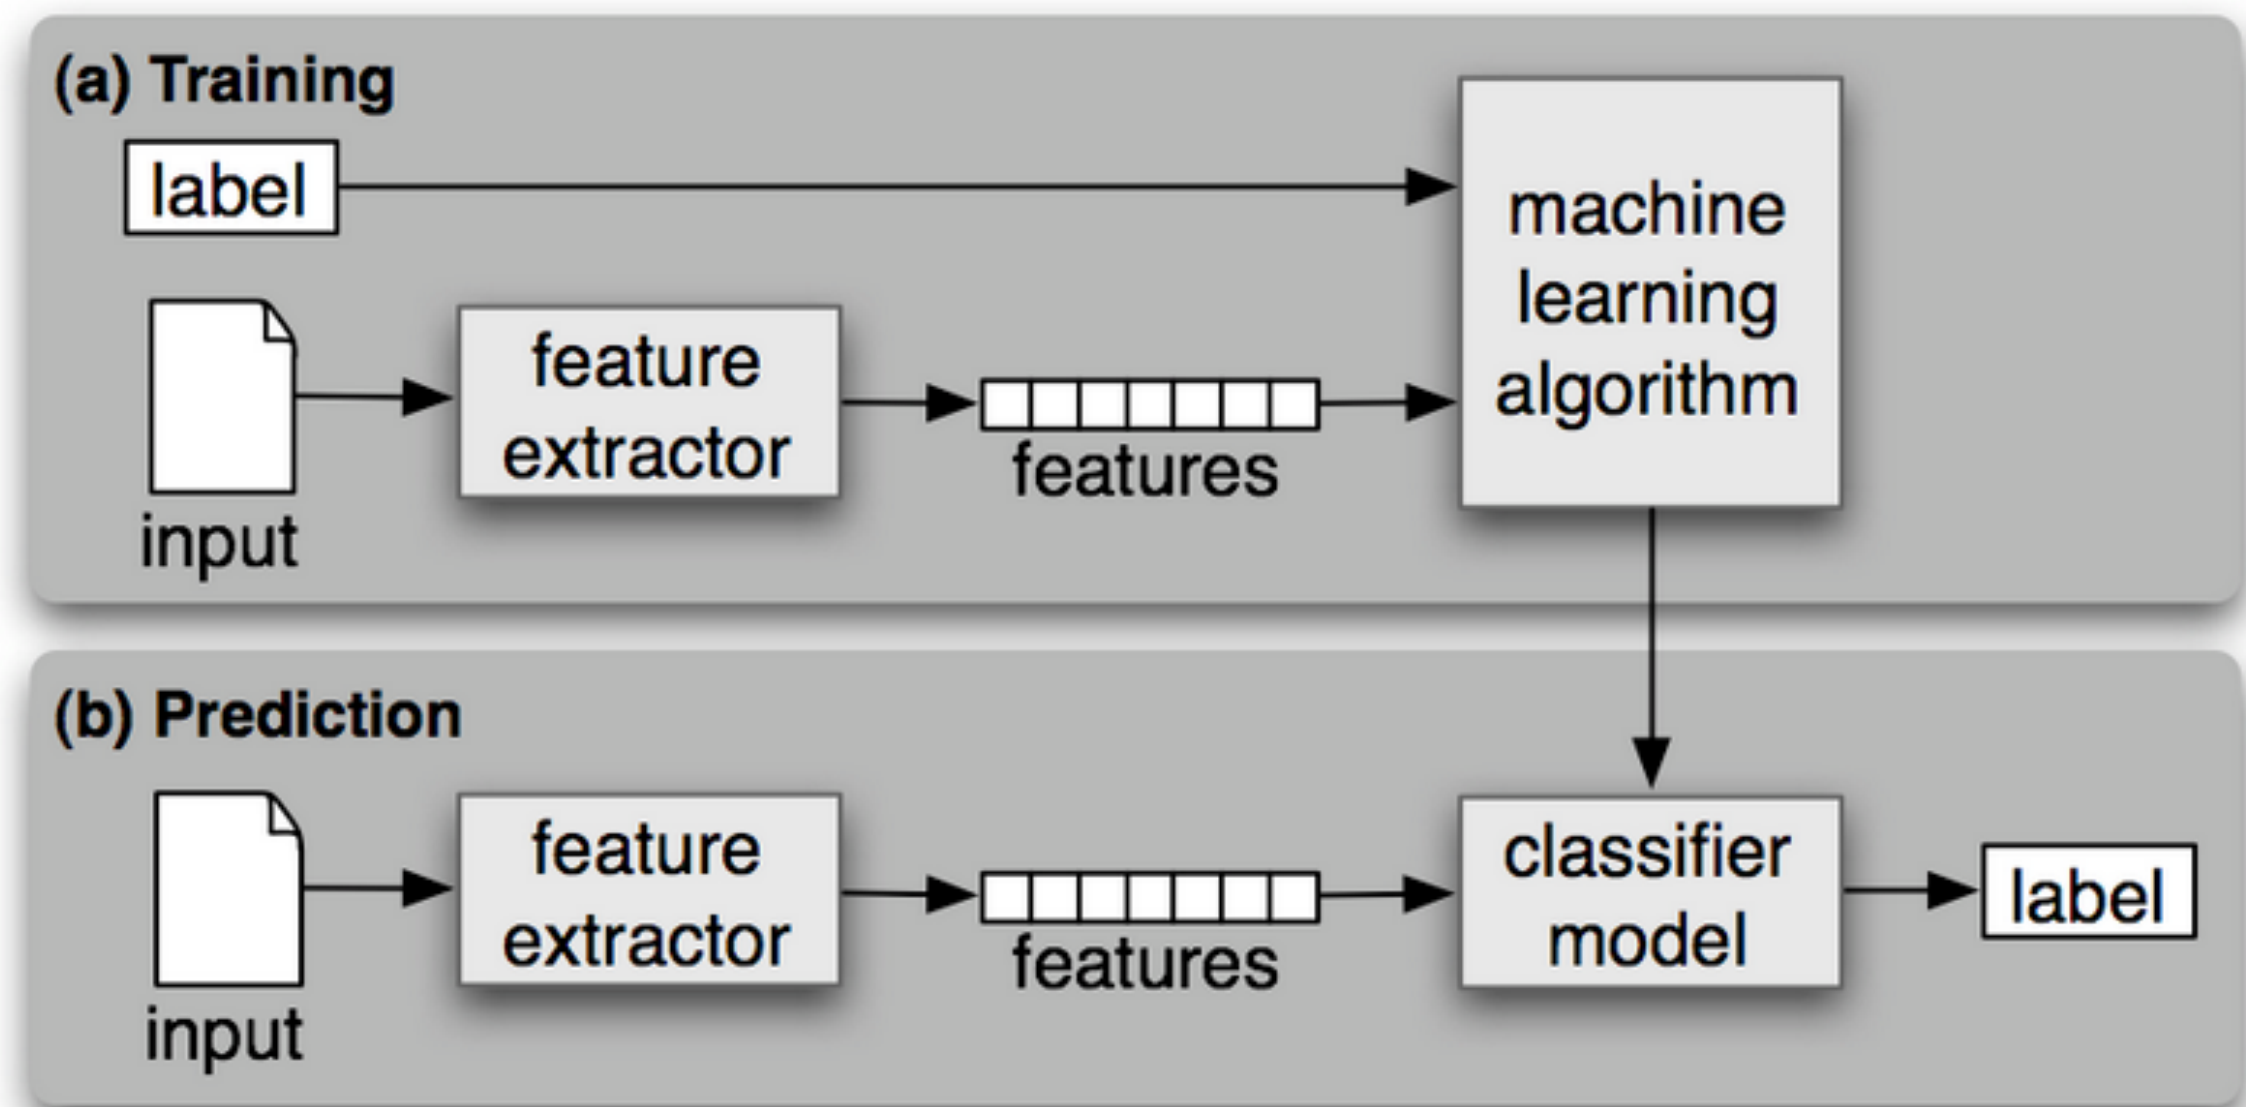 (a) Training
label
machine
learning
algorithm
feature
extractor
features
input
(b) Prediction
feature
extractor
features
classifier
model
label
input